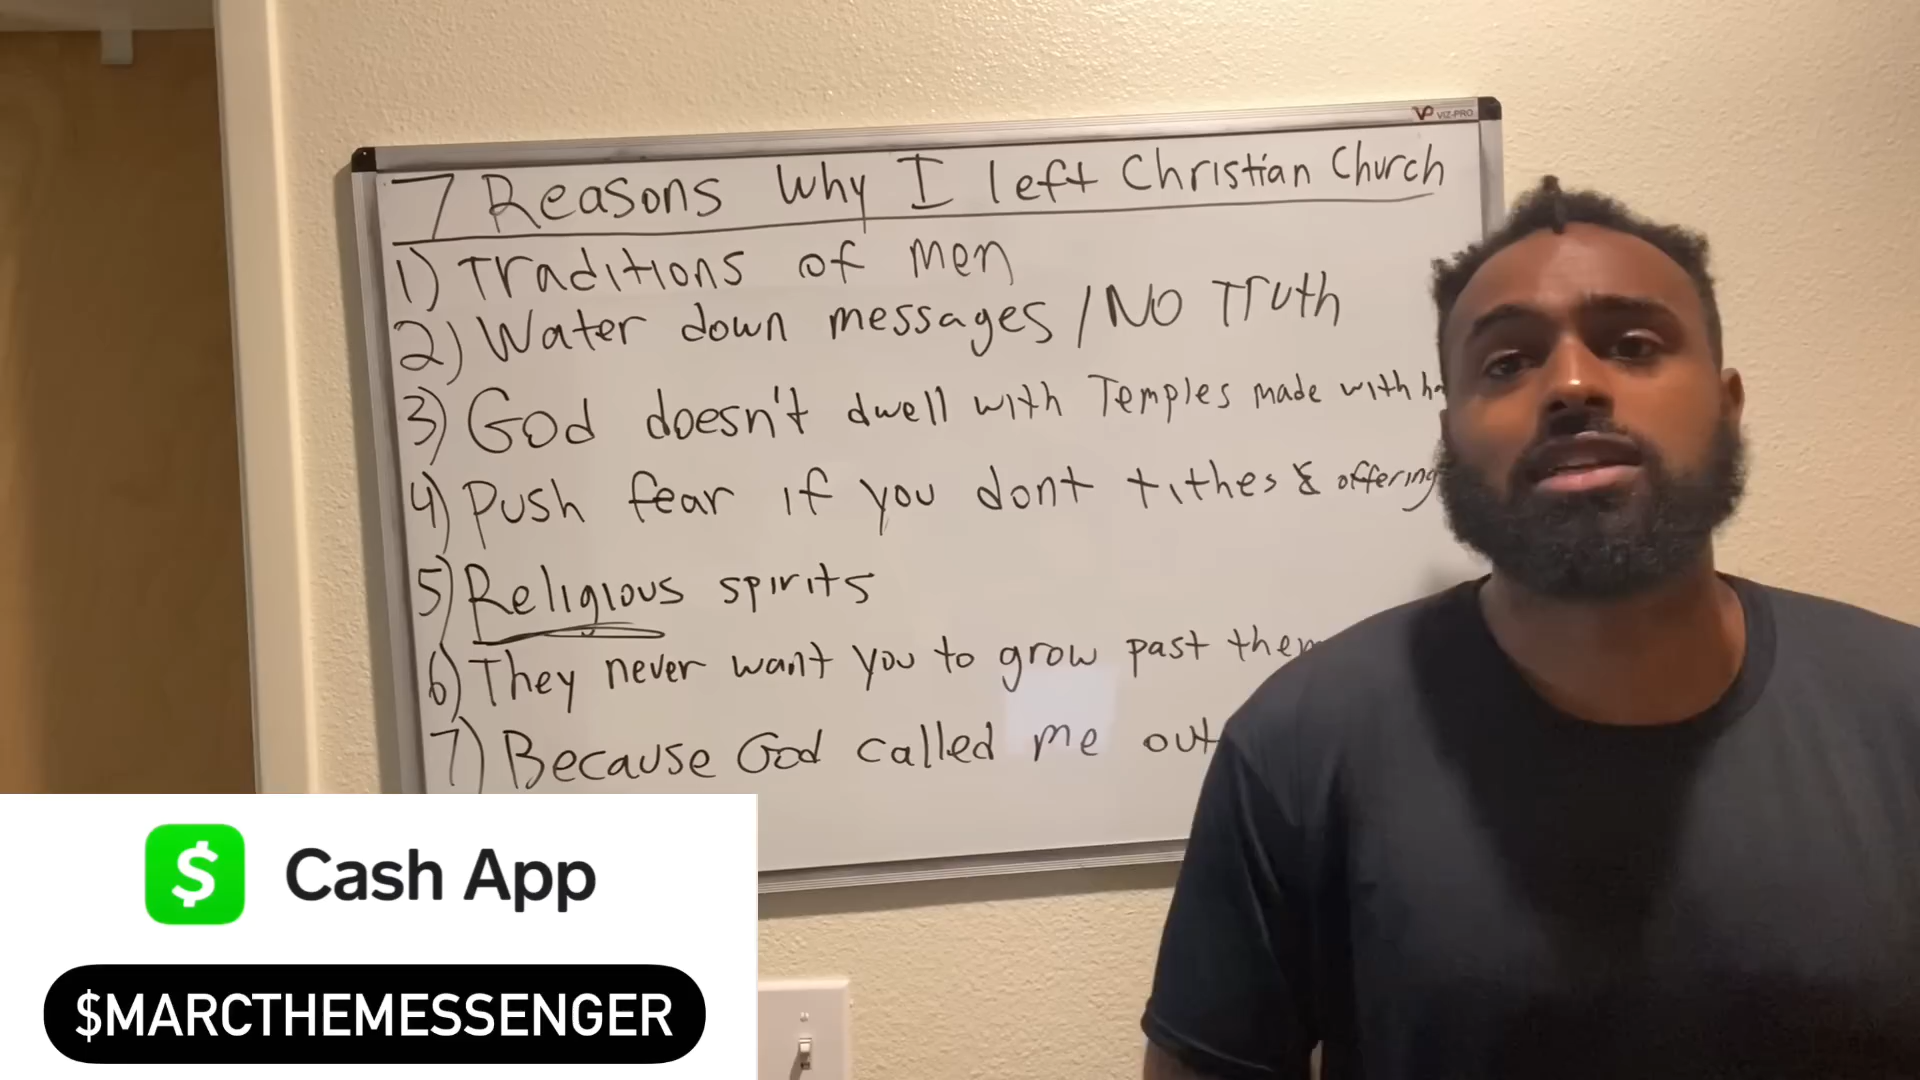 VIZ-PRO
7 Reasons Why I left Christian Church
1) Traditions of men
2) Water down messages / NO Truth
3) God doesn't dwell with Temples made with
4) Push fear if you dont tithes & offering
5) Religious spirits
6) They never want you to grow past them
7) Because God called me out
$ Cash App
$MARCTHEMESSENGER